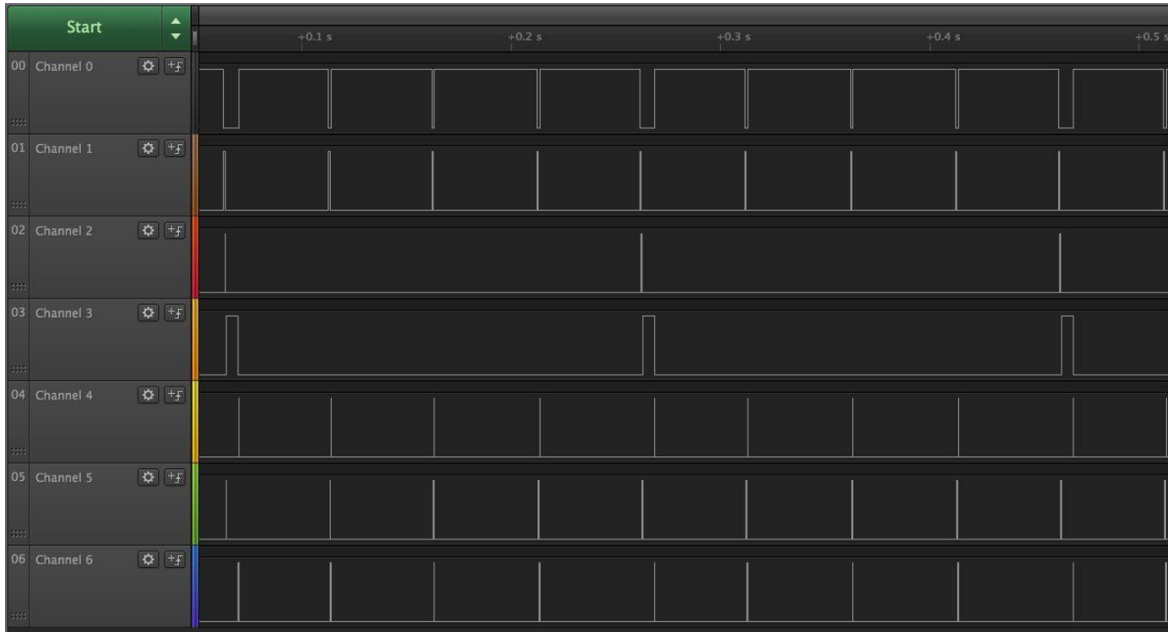 Start
+0.1 s
+0.2 s
+0.3 s
+0.4 s
+0.5 s
00 Channel 0
01 Channel 1
02 Channel 2
03 Channel 3
04 Channel 4
05 Channel 5
06 Channel 6